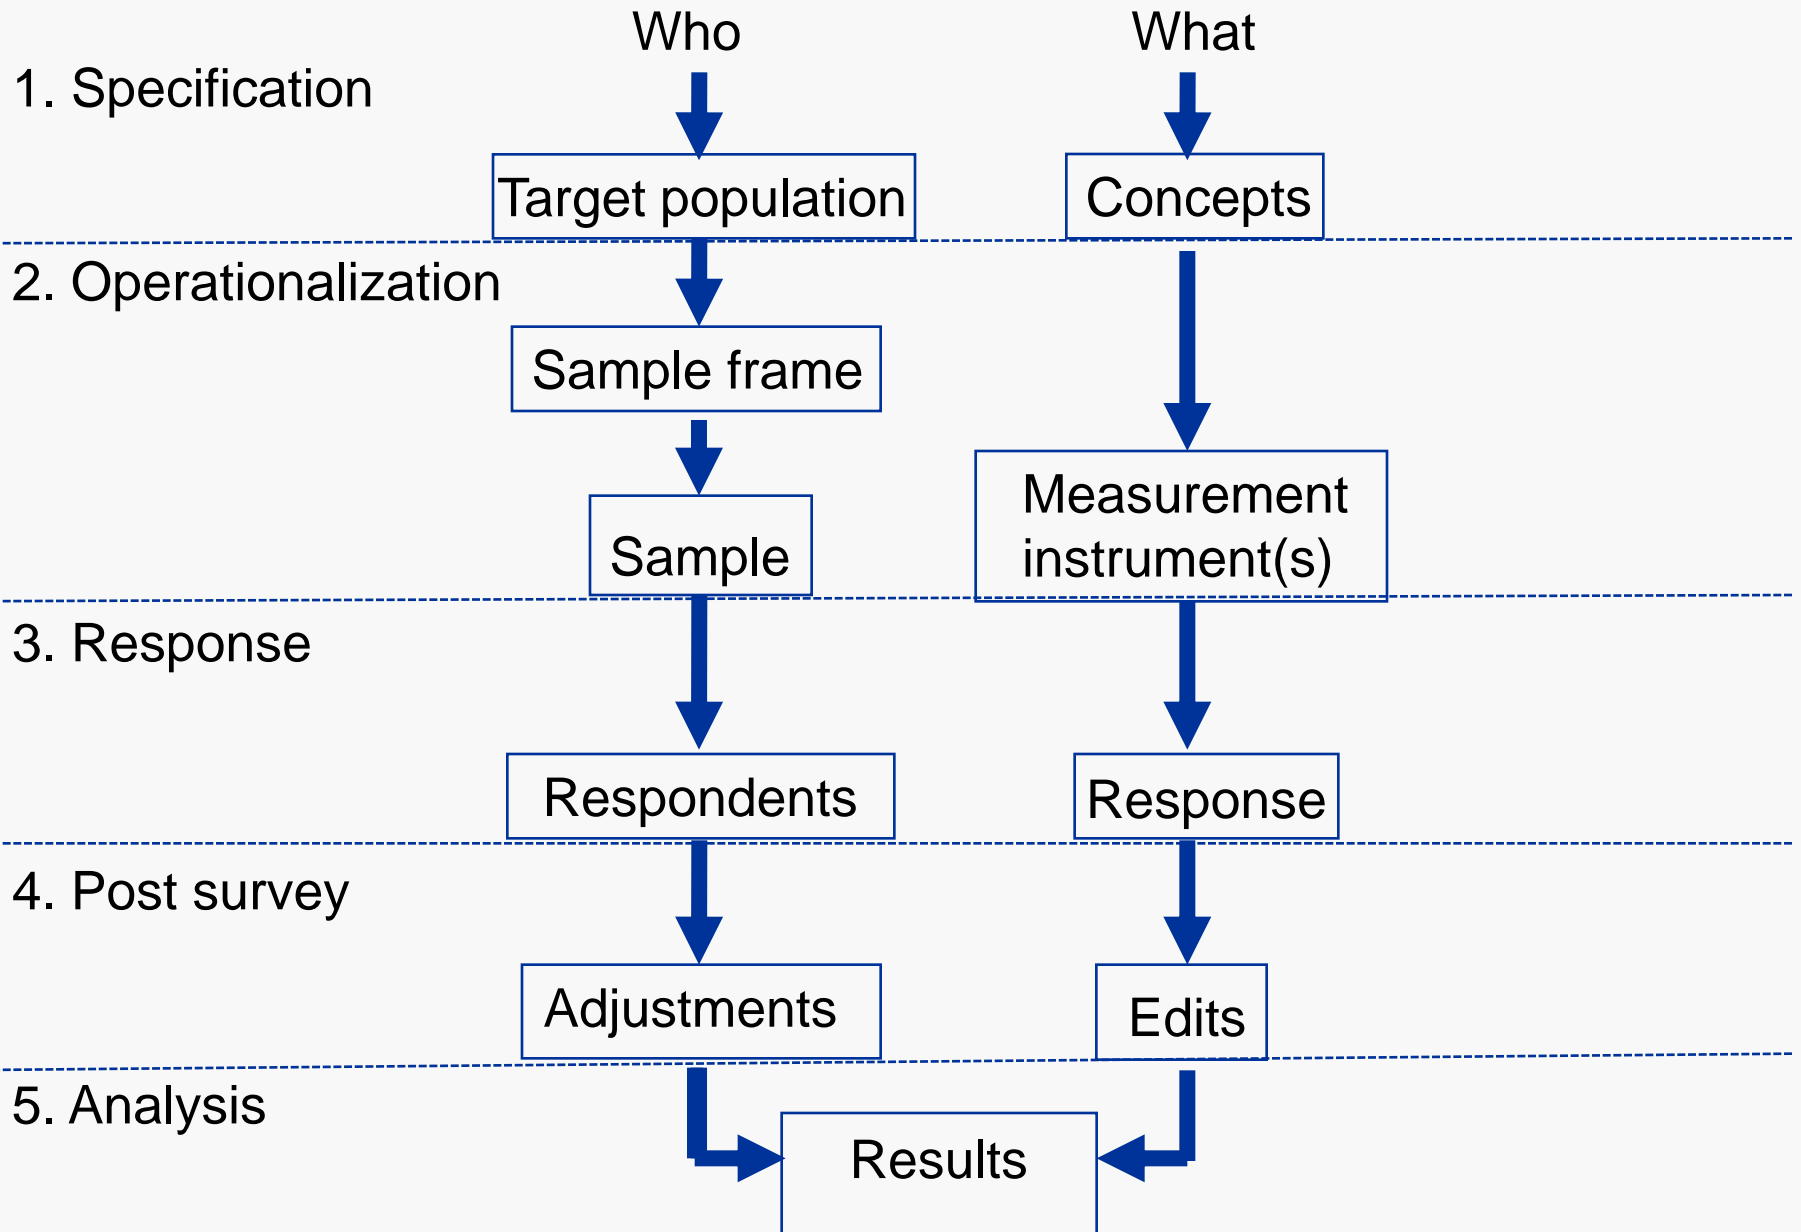 Who
What
1. Specification
Target population
Concepts
2. Operationalization
Sample frame
Measurement
instrument(s)
Sample
3. Response
Respondents
Response
4. Post survey
Adjustments
Edits
5. Analysis
Results